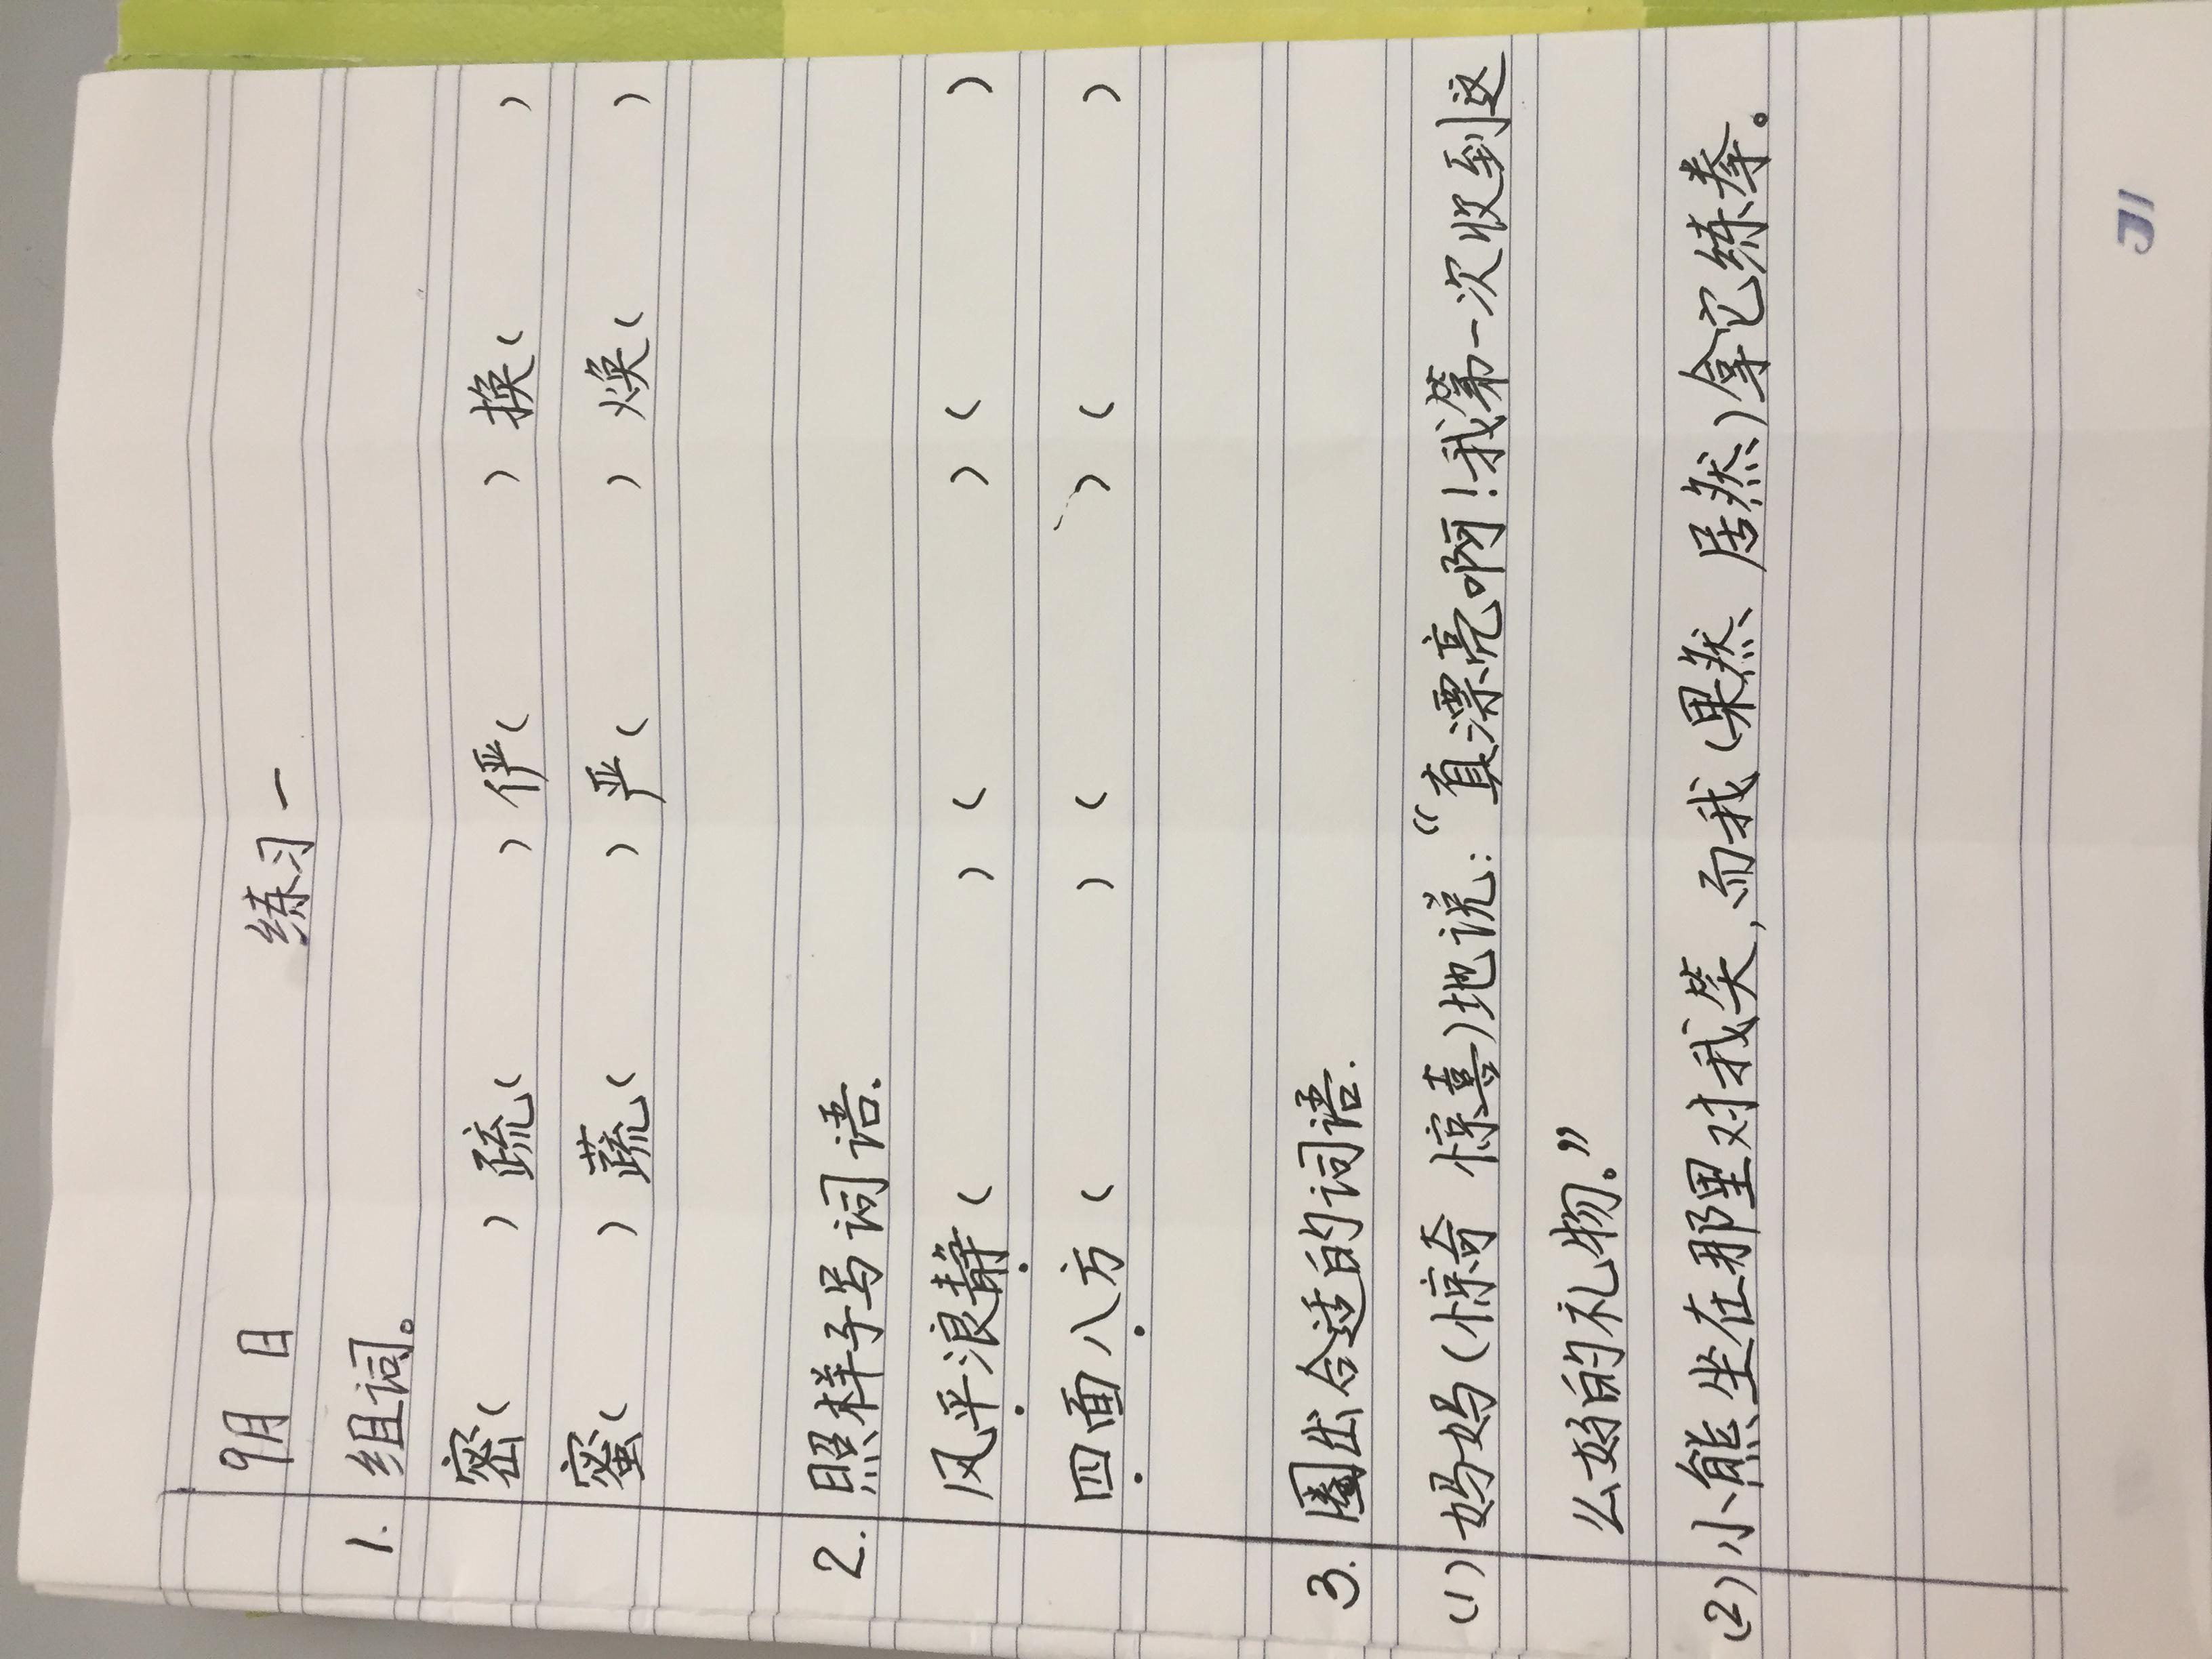 9月 日
练习一
1. 组词。
密( ) 疏( ) 俨( ) 换( )
蜜( ) 蔬( ) 严( ) 焕( )
2. 照样子写词语.
风平浪静( ) ( ) ( )
四面八方( ) ( ) ( )
3. 圈出合适的词语.
(1) 妈妈(惊奇 惊喜)地说:“真漂亮啊!我第一次收到这
么好的礼物。”
(2) 小熊坐在那里对我笑,而我(果然、居然)拿它练拳。